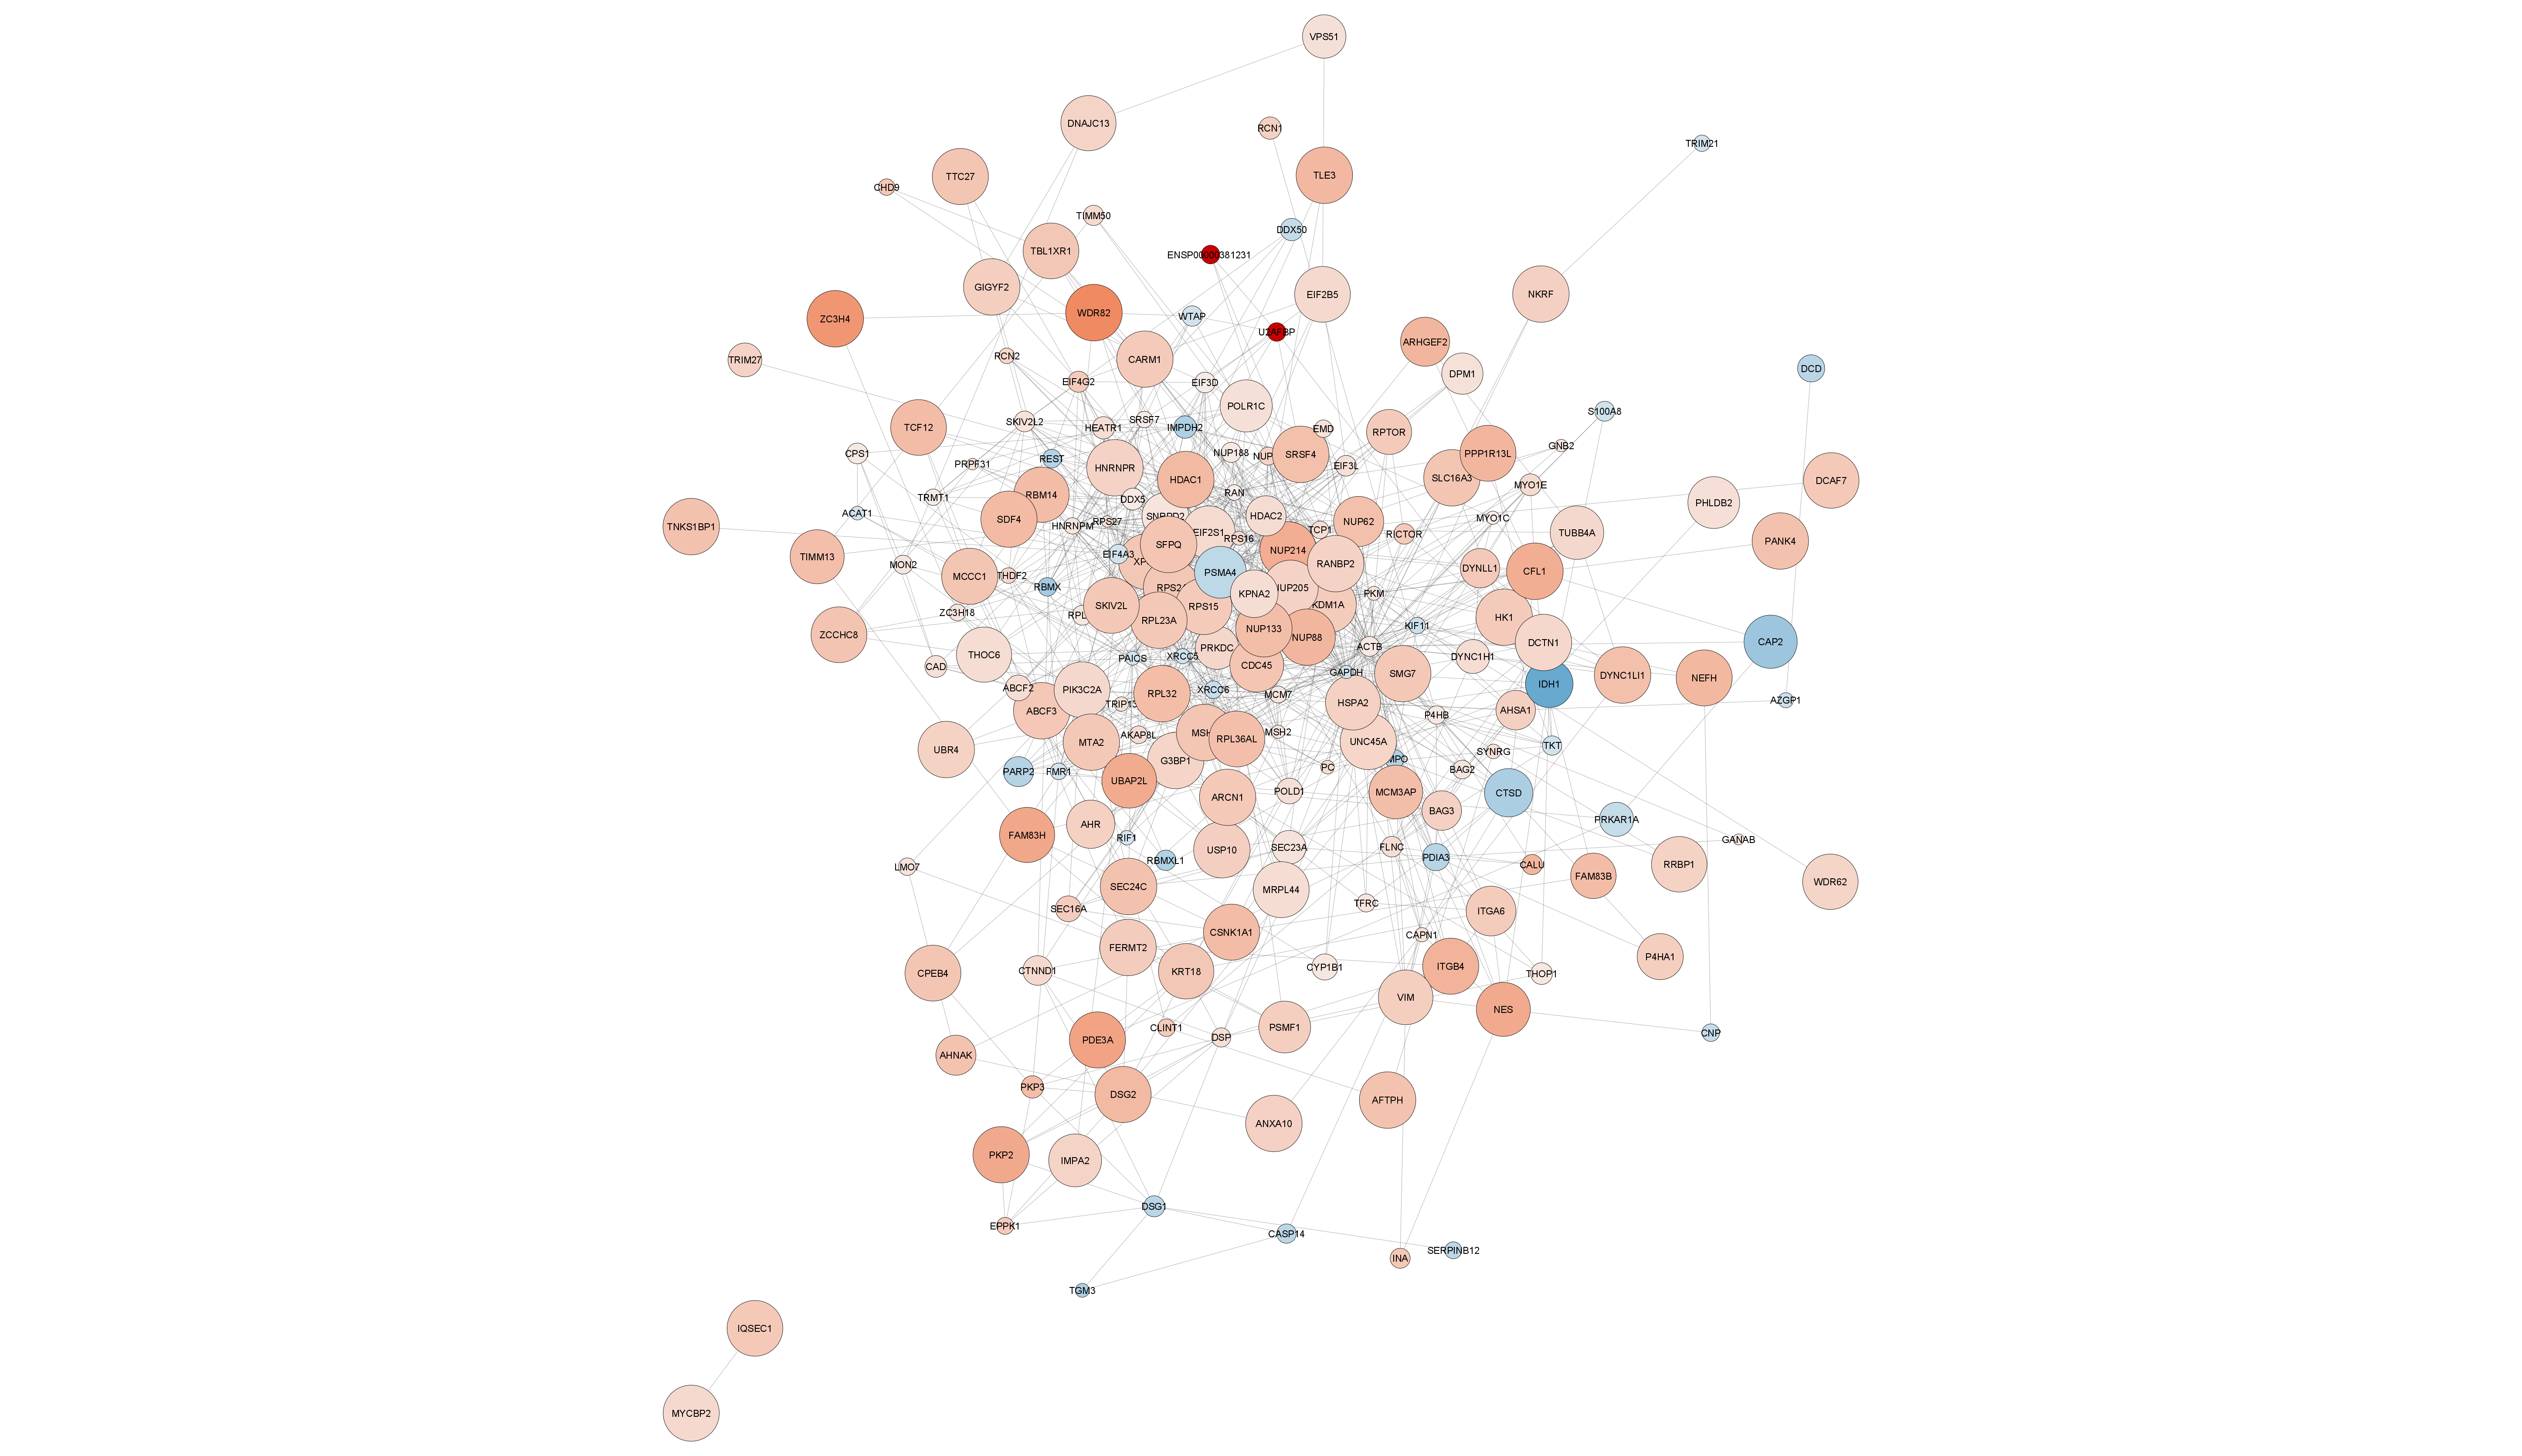 VPS51
DNAJC13
RCN1
TRIM21
TTC27
TLE3
CHD9
TIMM50
DDX50
TBL1XR1
ENSP00000381231
GIGYF2
EIF2B5
NKRF
WDR82
WTAP
ZC3H4
ARHGEF2
RCN2
CARM1
TRIM27
DCD
DPM1
EIF4G2
EIF3D
POLR1C
S100A8
SKIV2L2
SRSF7
TCF12
HEATR1
IMPDH2
EMD
RPTOR
GNB2
CPS1
NUP188
SRSF4
PPP1R13L
REST
PRPF31
HNRNPR
EIF3L
HDAC1
SLC16A3
DCAF7
MYO1E
RAN
RBM14
TRMT1
DDX5
PHLDB2
ACAT1
HDAC2
MYO1C
SDF4
RPS27
NUP62
TNKS1BP1
HNRNPM
TCP1
EIF2S1
TUBB4A
RICTOR
RPS16
PANK4
SFPQ
NUP214
EIF4A3
TIMM13
RANBP2
MON2
DYNLL1
CFL1
PSMA4
MCCC1
THDF2
RBMX
KPNA2
PKM
SKIV2L
RPS15
KDM1A
ZC3H18
HK1
RPL23A
KIF11
NUP133
ZCCHC8
NUP88
CAP2
DCTN1
ACTB
PRKDC
THOC6
XRCC5
DYNC1H1
PAICS
CDC45
CAD
GAPDH
SMG7
DYNC1LI1
NEFH
IDH1
ABCF2
PIK3C2A
XRCC6
RPL32
MCM7
AZGP1
HSPA2
TRIP13
ABCF3
AHSA1
P4HB
MSH2
AKAP8L
RPL36AL
MTA2
UNC45A
TKT
UBR4
SYNRG
G3BP1
PC
BAG2
PARP2
FMR1
UBAP2L
POLD1
MCM3AP
CTSD
ARCN1
BAG3
PRKAR1A
AHR
FAM83H
RIF1
GANAB
SEC23A
FLNC
USP10
PDIA3
RBMXL1
LMO7
CALU
RRBP1
FAM83B
WDR62
SEC24C
MRPL44
TFRC
SEC16A
ITGA6
CSNK1A1
CAPN1
FERMT2
P4HA1
ITGB4
CYP1B1
CTNND1
KRT18
CPEB4
THOP1
VIM
NES
CLINT1
PSMF1
CNP
DSP
PDE3A
AHNAK
PKP3
DSG2
AFTPH
ANXA10
PKP2
IMPA2
DSG1
EPPK1
CASP14
SERPINB12
INA
TGM3
IQSEC1
MYCBP2